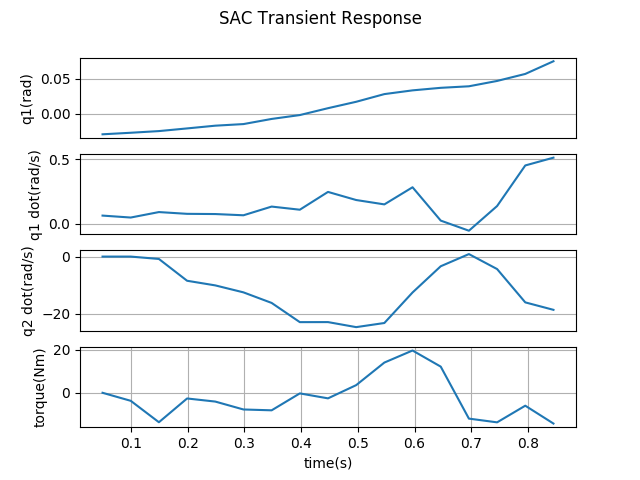 SAC Transient Response
q1(rad)
0.05
0.00
q1 dot(rad/s)
0.5
0.0
q2 dot(rad/s)
0
−20
torque(Nm)
20
0
0.1 0.2 0.3 0.4 0.5 0.6 0.7 0.8
time(s)